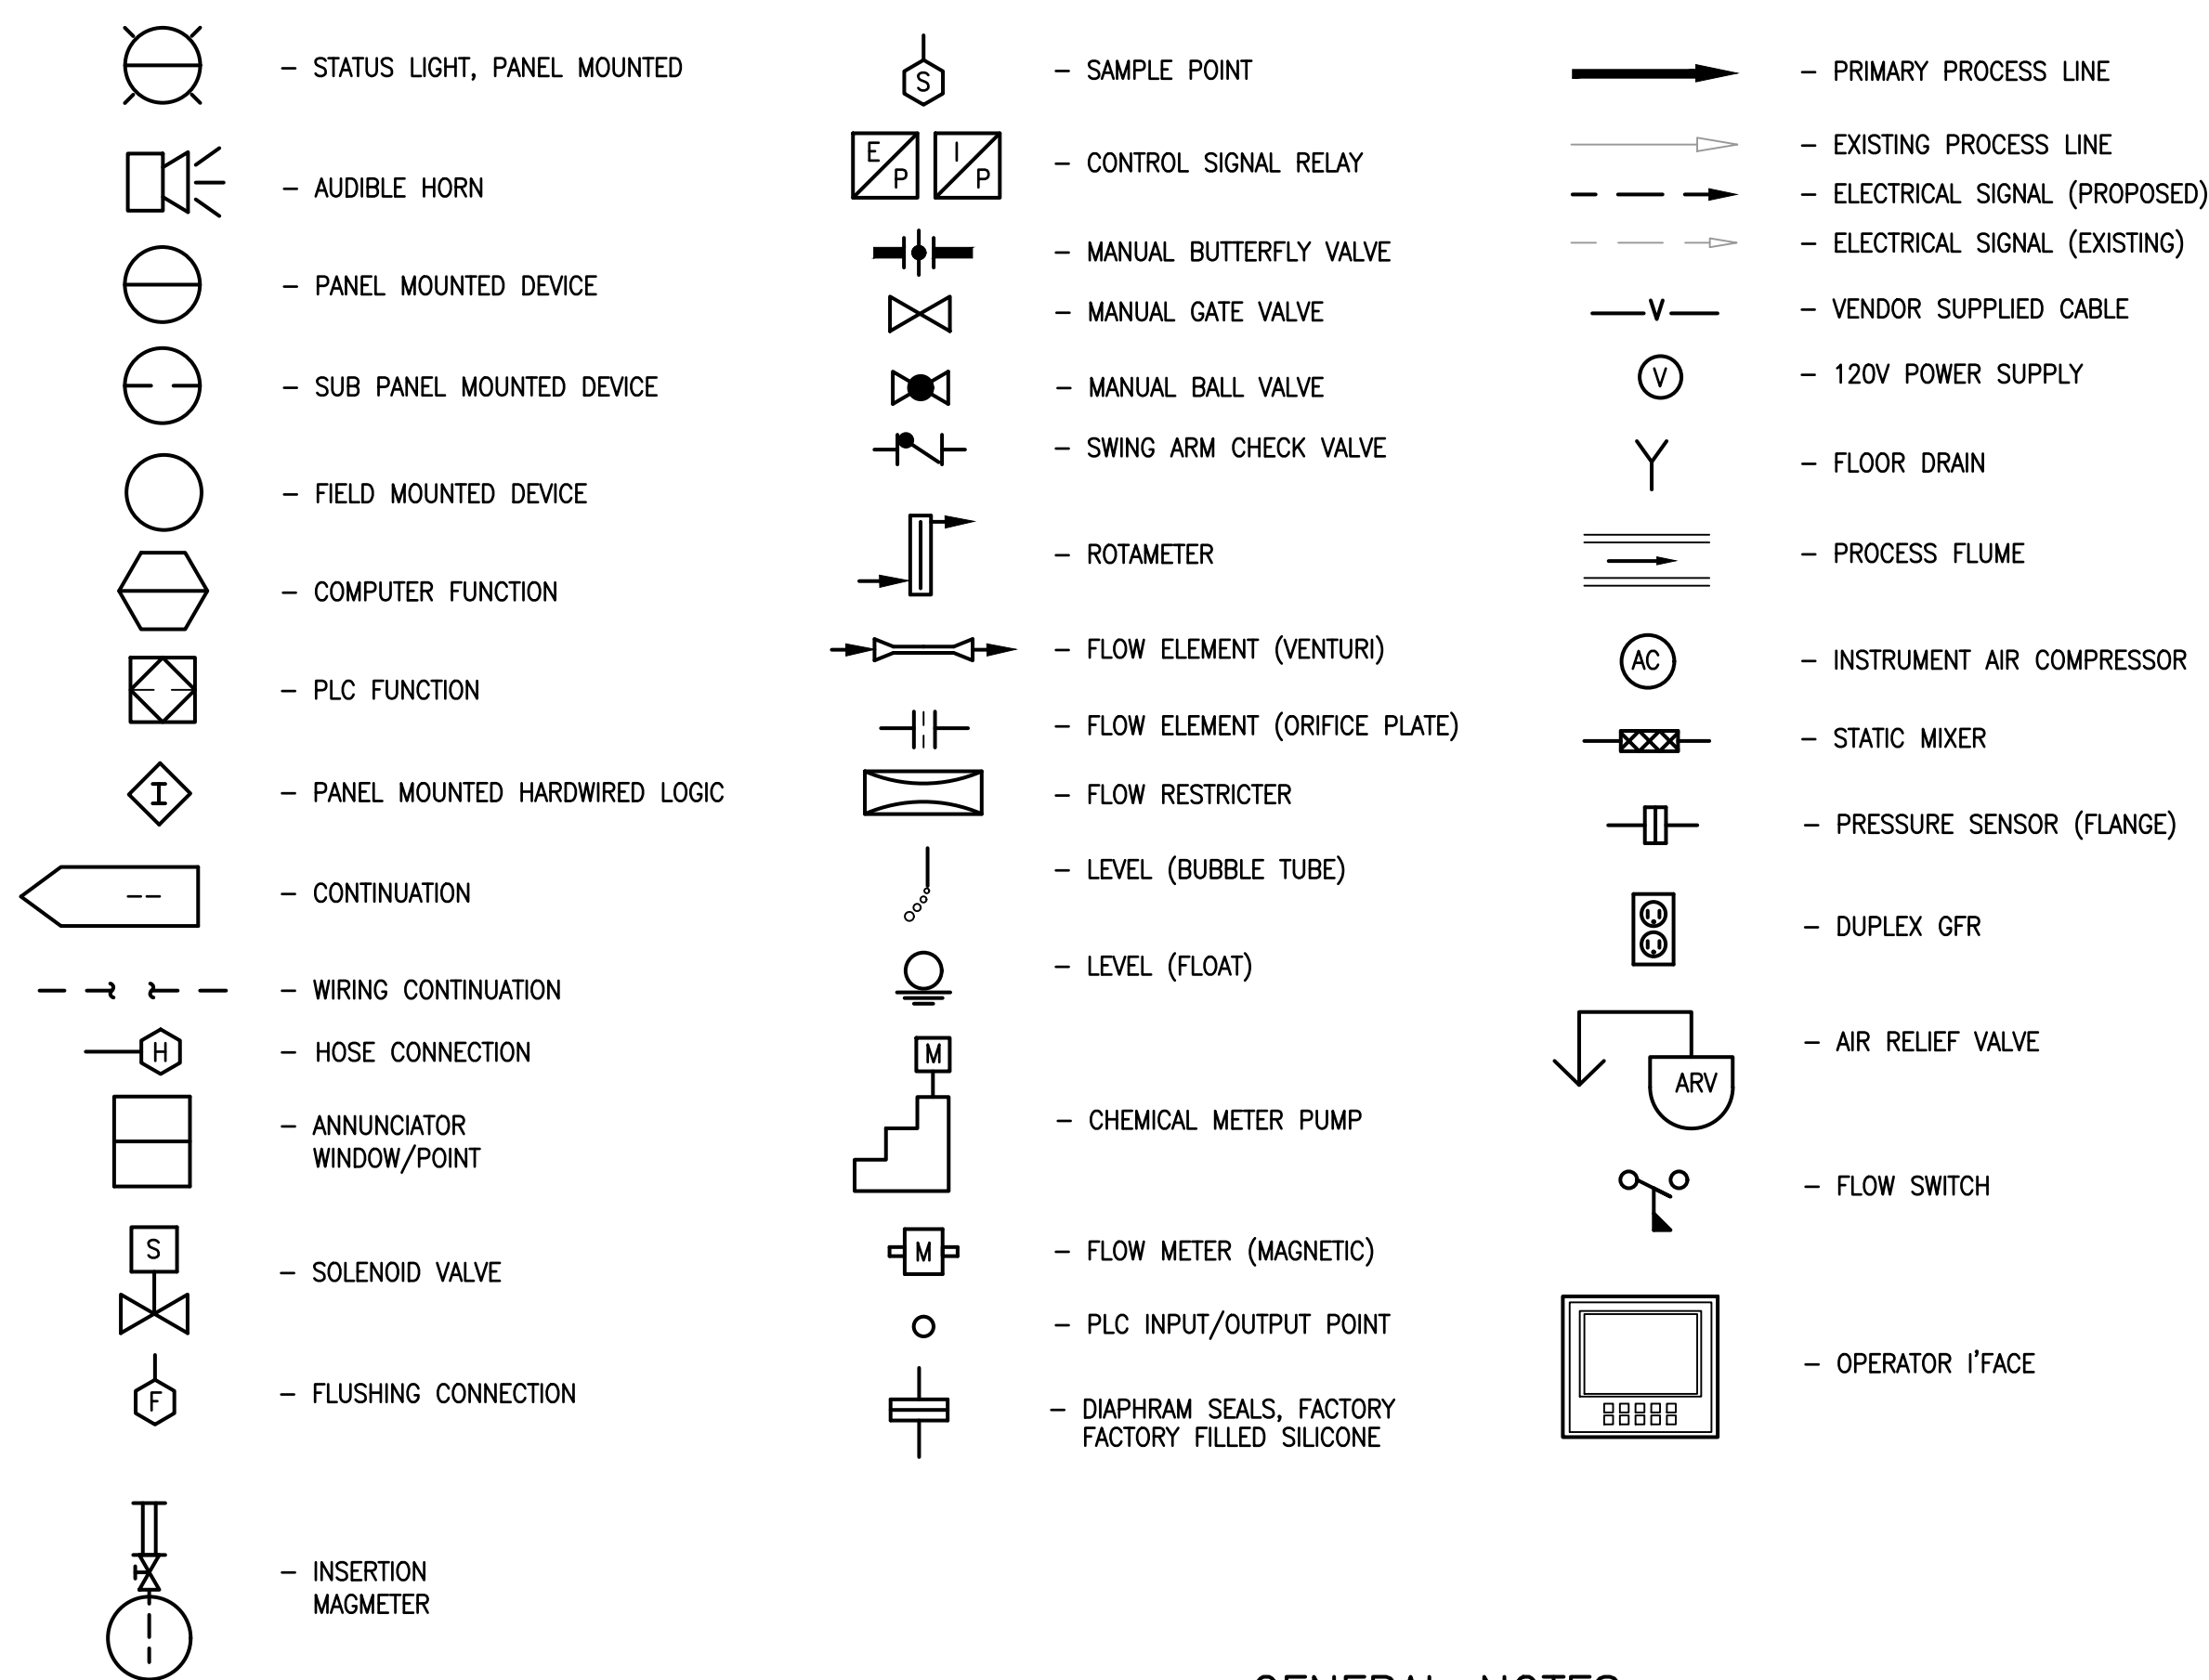 – STATUS LIGHT, PANEL MOUNTED
– AUDIBLE HORN
– PANEL MOUNTED DEVICE
– SUB PANEL MOUNTED DEVICE
– FIELD MOUNTED DEVICE
– COMPUTER FUNCTION
– PLC FUNCTION
I
– PANEL MOUNTED HARDWIRED LOGIC
– CONTINUATION
– WIRING CONTINUATION
H
– HOSE CONNECTION
– ANNUNCIATOR
WINDOW/POINT
S
– SOLENOID VALVE
F
– FLUSHING CONNECTION
– INSERTION
MAGMETER
S
– SAMPLE POINT
E P I P
– CONTROL SIGNAL RELAY
– MANUAL BUTTERFLY VALVE
– MANUAL GATE VALVE
– MANUAL BALL VALVE
– SWING ARM CHECK VALVE
– ROTAMETER
– FLOW ELEMENT (VENTURI)
– FLOW ELEMENT (ORIFICE PLATE)
– FLOW RESTRICTER
– LEVEL (BUBBLE TUBE)
– LEVEL (FLOAT)
M
– CHEMICAL METER PUMP
M
– FLOW METER (MAGNETIC)
– PLC INPUT/OUTPUT POINT
– DIAPHRAM SEALS, FACTORY
FACTORY FILLED SILICONE
– PRIMARY PROCESS LINE
– EXISTING PROCESS LINE
– ELECTRICAL SIGNAL (PROPOSED)
– ELECTRICAL SIGNAL (EXISTING)
V
– VENDOR SUPPLIED CABLE
V
– 120V POWER SUPPLY
– FLOOR DRAIN
– PROCESS FLUME
AC
– INSTRUMENT AIR COMPRESSOR
– STATIC MIXER
– PRESSURE SENSOR (FLANGE)
– DUPLEX GFR
ARV
– AIR RELIEF VALVE
– FLOW SWITCH
– OPERATOR I'FACE
GENERAL NOTES